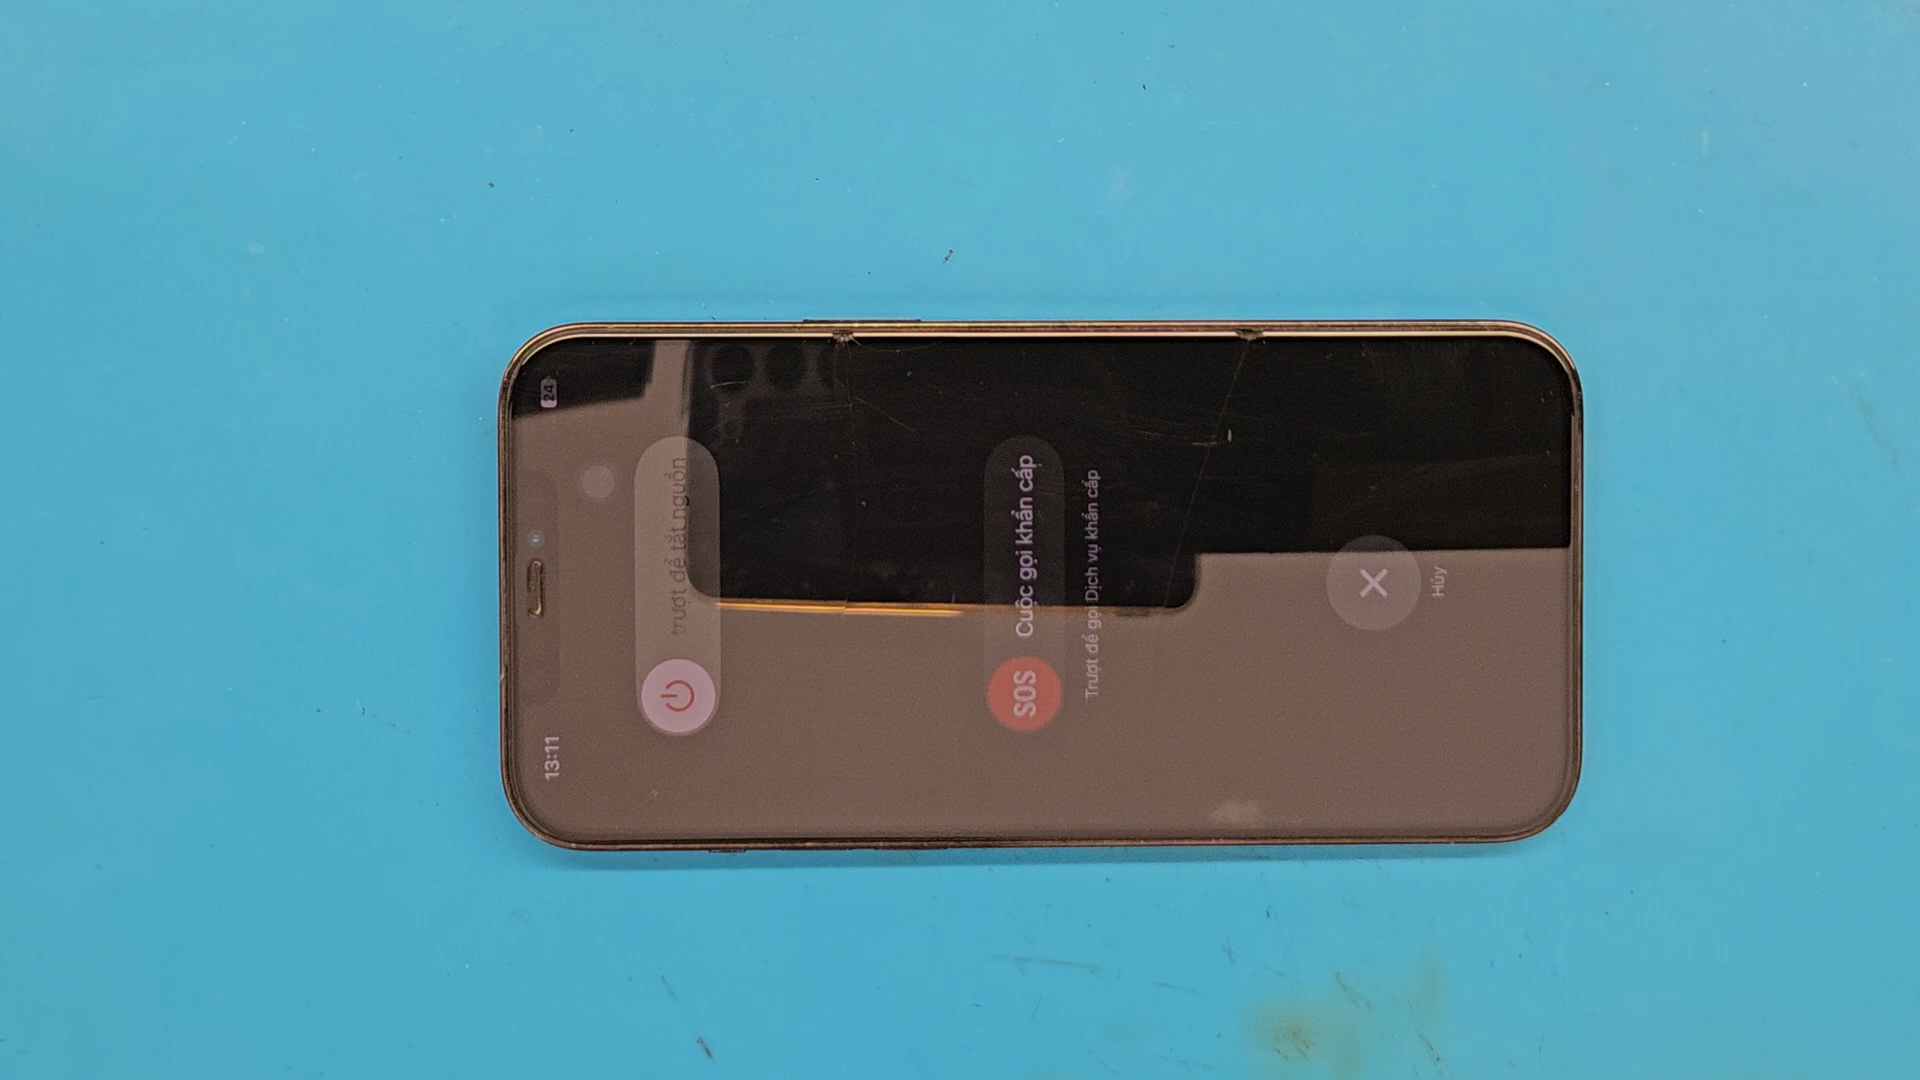 13:11
24
trượt để tắt nguồn
SOS
Cuộc gọi khẩn cấp
Trượt để gọi Dịch vụ khẩn cấp
Hủy